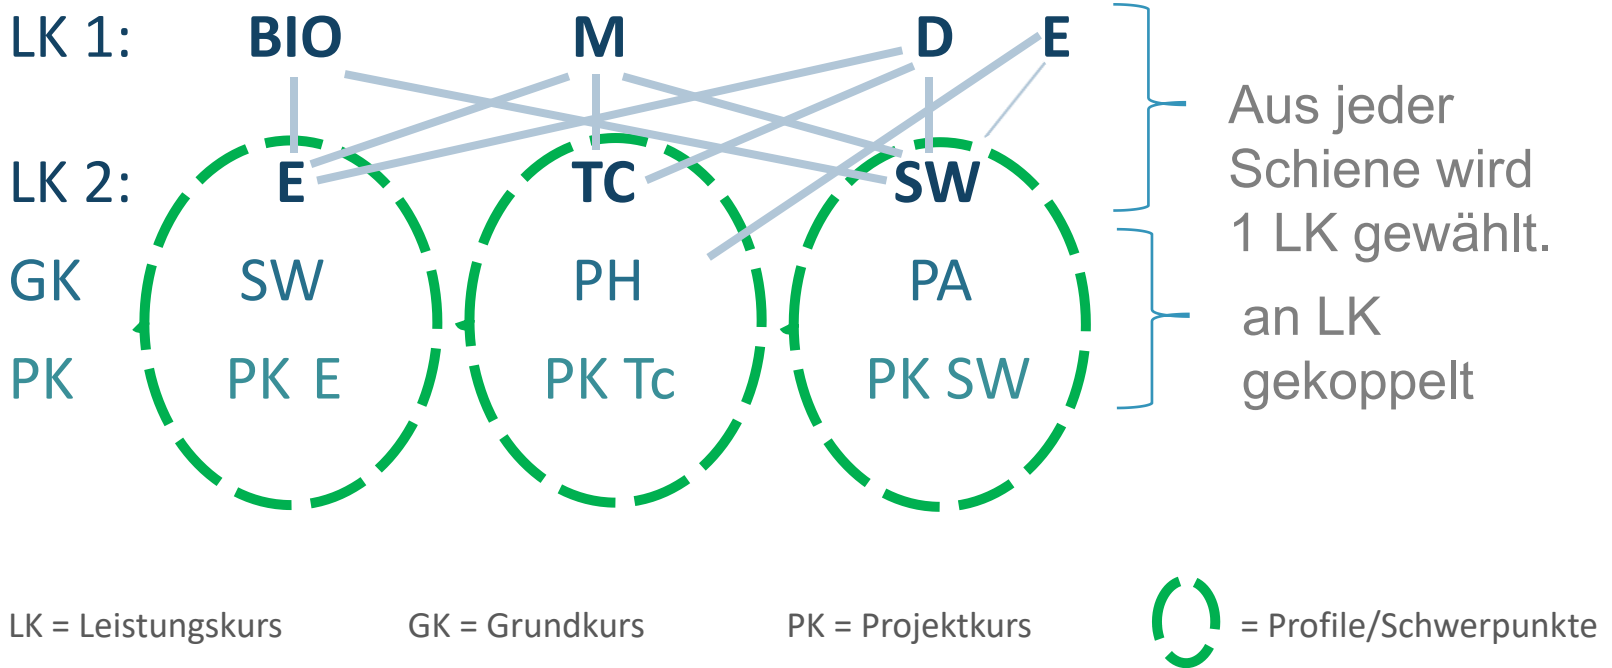 LK 1: BIO M D E
LK 2: E TC SW
GK SW PH PA
PK PK E PK Tc PK SW
Aus jeder
Schiene wird
1 LK gewählt.
an LK
gekoppelt
LK = Leistungskurs GK = Grundkurs PK = Projektkurs = Profile/Schwerpunkte